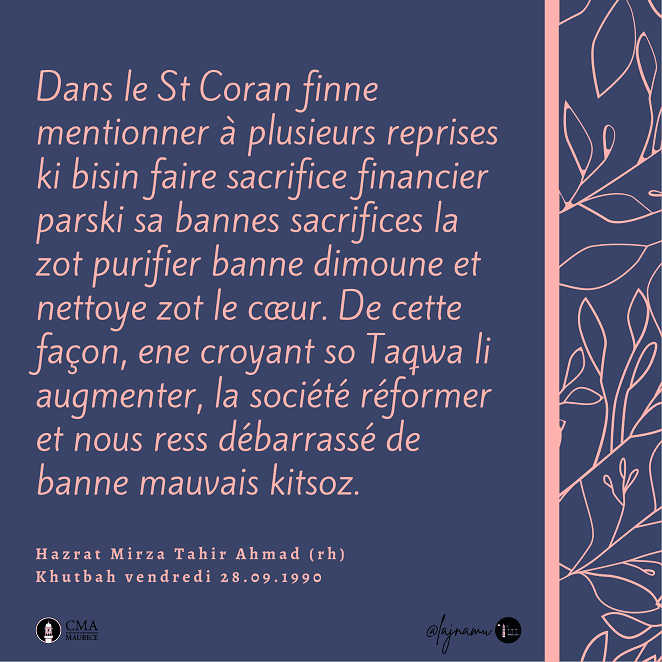 Dans le St Coran finne
mentionner à plusieurs reprises
ki bisin faire sacrifice financier
parski sa bannes sacrifices la
zot purifier banne dimoune et
nettoye zot le cœur. De cette
façon, ene croyant so Taqwa li
augmenter, la société réformer
et nous ress débarrassé de
banne mauvais kitsoz.
Hazrat Mirza Tahir Ahmad (rh)
Khutbah vendredi 28.09.1990
CMA
MAURICE
@lajnamu